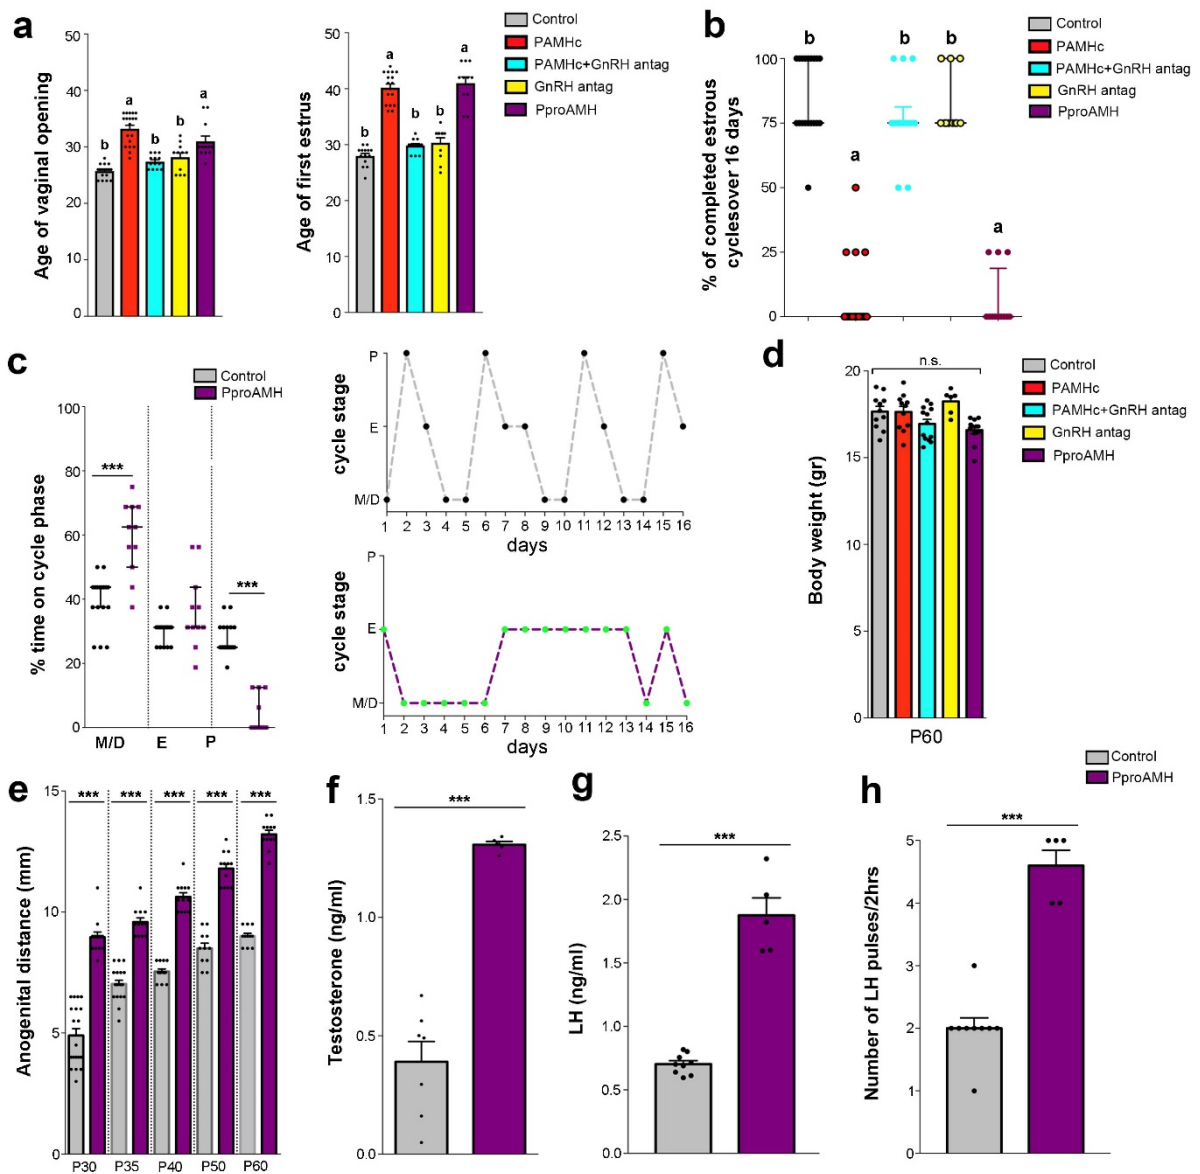 a
Age of vaginal opening
50
40
30
20
10
0
b
a
b
b
a
Age of first estrus
50
40
30
20
10
0
b
a
b
b
a
Control
PAMHc
PAMHc+GnRH antag
GnRH antag
PproAMH
b
% of completed estrous
cyclesover 16 days
100
75
50
25
0
b
a
b
b
a
Control
PAMHc
PAMHc+GnRH antag
GnRH antag
PproAMH
c
Control
PproAMH
% time on cycle phase
100
80
60
40
20
0
***
***
M/D
E
P
cycle stage
P
E
M/D
1 2 3 4 5 6 7 8 9 10 11 12 13 14 15 16
days
cycle stage
P
E
M/D
1 2 3 4 5 6 7 8 9 10 11 12 13 14 15 16
days
d
Body weight (gr)
20
15
10
5
0
n.s.
P60
Control
PAMHc
PAMHc+GnRH antag
GnRH antag
PproAMH
e
Anogenital distance (mm)
15
10
5
0
*** *** *** *** ***
P30 P35 P40 P50 P60
f
Testosterone (ng/ml)
1.5
1.0
0.5
0.0
***
g
LH (ng/ml)
2.5
2.0
1.5
1.0
0.5
0.0
***
Control
PproAMH
h
Number of LH pulses/2hrs
5
4
3
2
1
0
***